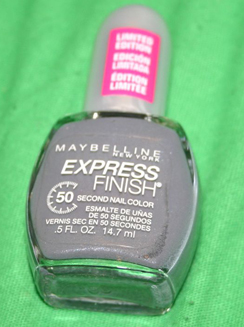 LIMITED
EDITION
EDICIÓN
LIMITADA
ÉDITION
LIMITÉE
MAYBELLINE
NEW YORK
EXPRESS
FINISH®
50 SECOND NAIL COLOR
ESMALTE DE UÑAS
DE 50 SEGUNDOS
VERNIS SEC EN 50 SECONDES
.5 FL. OZ. 14.7 ml